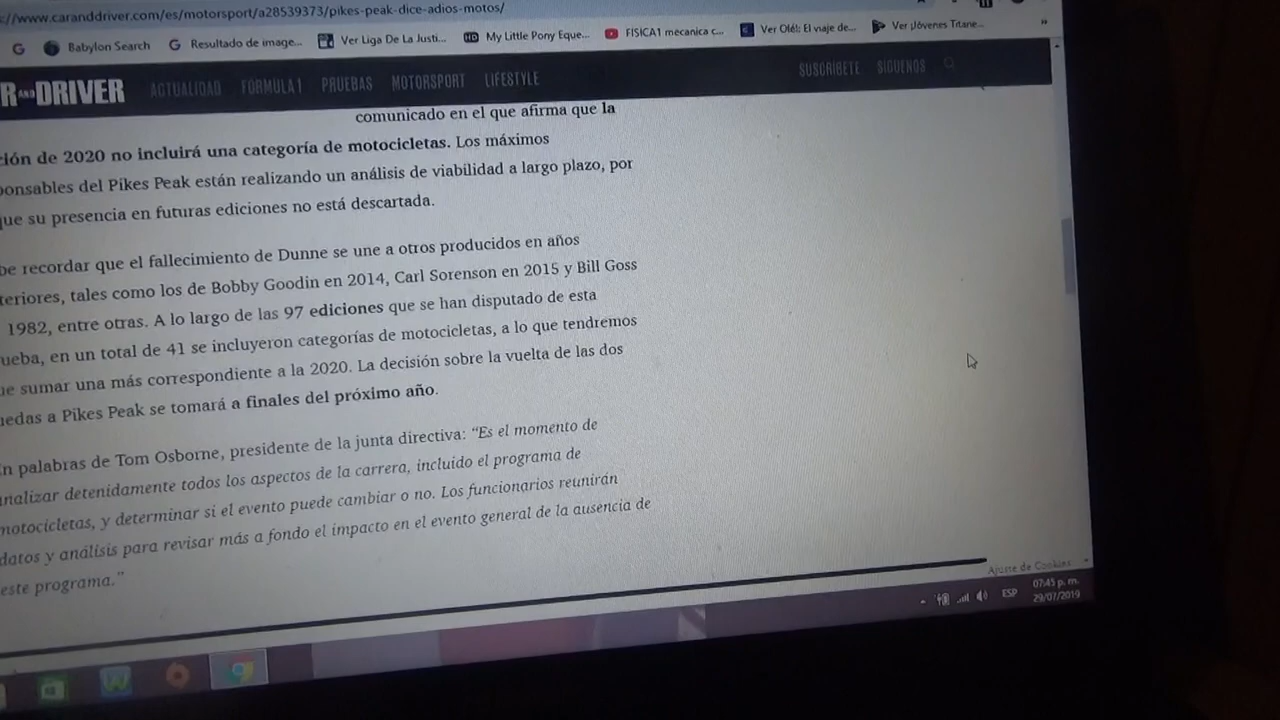 ://www.caranddriver.com/es/motorsport/a28539373/pikes-peak-dice-adios-motos/
Babylon Search Resultado de image... Ver Liga De La Justi... My Little Pony Eque... FISICA1 mecanica c... Ver Olé!: El viaje de... Ver ¡Jóvenes Titane... »
R AND DRIVER ACTUALIDAD FÓRMULA 1 PRUEBAS MOTORSPORT LIFESTYLE SUSCRÍBETE SÍGUENOS
comunicado en el que afirma que la
ción de 2020 no incluirá una categoría de motocicletas. Los máximos
ponsables del Pikes Peak están realizando un análisis de viabilidad a largo plazo, por
que su presencia en futuras ediciones no está descartada.
be recordar que el fallecimiento de Dunne se une a otros producidos en años
teriores, tales como los de Bobby Goodin en 2014, Carl Sorenson en 2015 y Bill Goss
1982, entre otras. A lo largo de las 97 ediciones que se han disputado de esta
ueba, en un total de 41 se incluyeron categorías de motocicletas, a lo que tendremos
ue sumar una más correspondiente a la 2020. La decisión sobre la vuelta de las dos
uedas a Pikes Peak se tomará a finales del próximo año.
n palabras de Tom Osborne, presidente de la junta directiva: “Es el momento de
analizar detenidamente todos los aspectos de la carrera, incluido el programa de
motocicletas, y determinar si el evento puede cambiar o no. Los funcionarios reunirán
datos y análisis para revisar más a fondo el impacto en el evento general de la ausencia de
este programa.”
Ajuste de Cookies
ESP 07:45 p. m.
29/07/2019